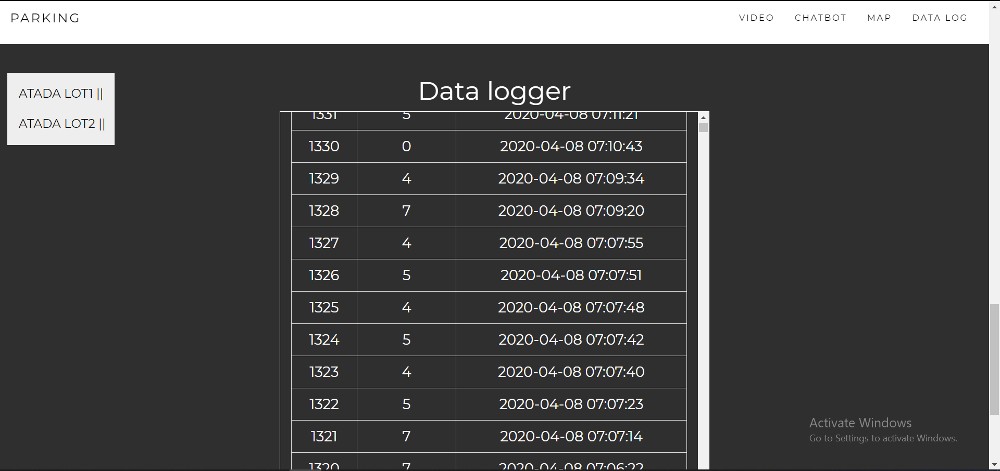 PARKING VIDEO CHATBOT MAP DATA LOG
ATADA LOT1 ||
ATADA LOT2 ||
Data logger
1331 5 2020-04-08 07:11:21
1330 0 2020-04-08 07:10:43
1329 4 2020-04-08 07:09:34
1328 7 2020-04-08 07:09:20
1327 4 2020-04-08 07:07:55
1326 5 2020-04-08 07:07:51
1325 4 2020-04-08 07:07:48
1324 5 2020-04-08 07:07:42
1323 4 2020-04-08 07:07:40
1322 5 2020-04-08 07:07:23
1321 7 2020-04-08 07:07:14
1320 7 2020-04-08 07:06:22
Activate Windows
Go to Settings to activate Windows.